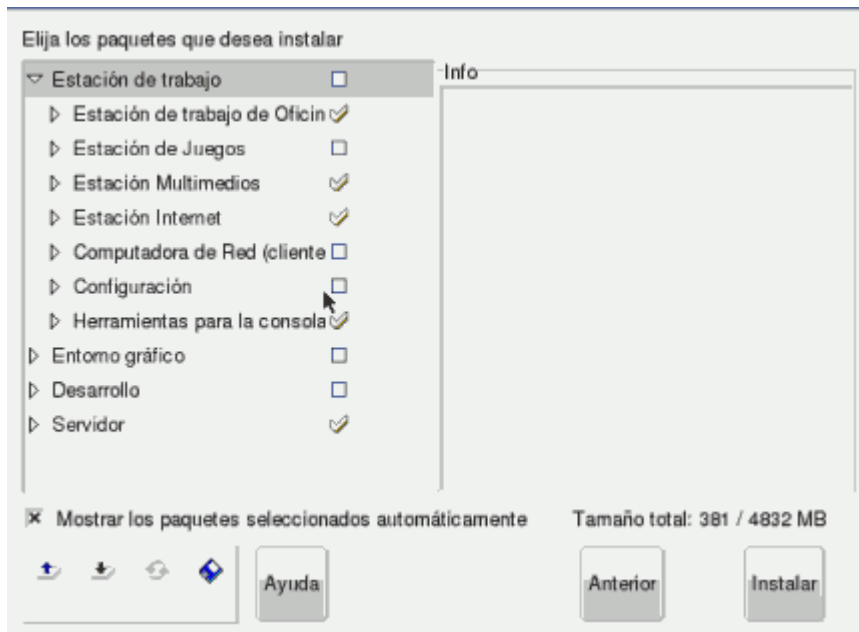 Elija los paquetes que desea instalar
Estación de trabajo
Info
Estación de trabajo de Oficin
Estación de Juegos
Estación Multimedios
Estación Internet
Computadora de Red (cliente
Configuración
Herramientas para la consola
Entorno gráfico
Desarrollo
Servidor
Mostrar los paquetes seleccionados automáticamente
Tamaño total: 381 / 4832 MB
Ayuda
Anterior
Instalar